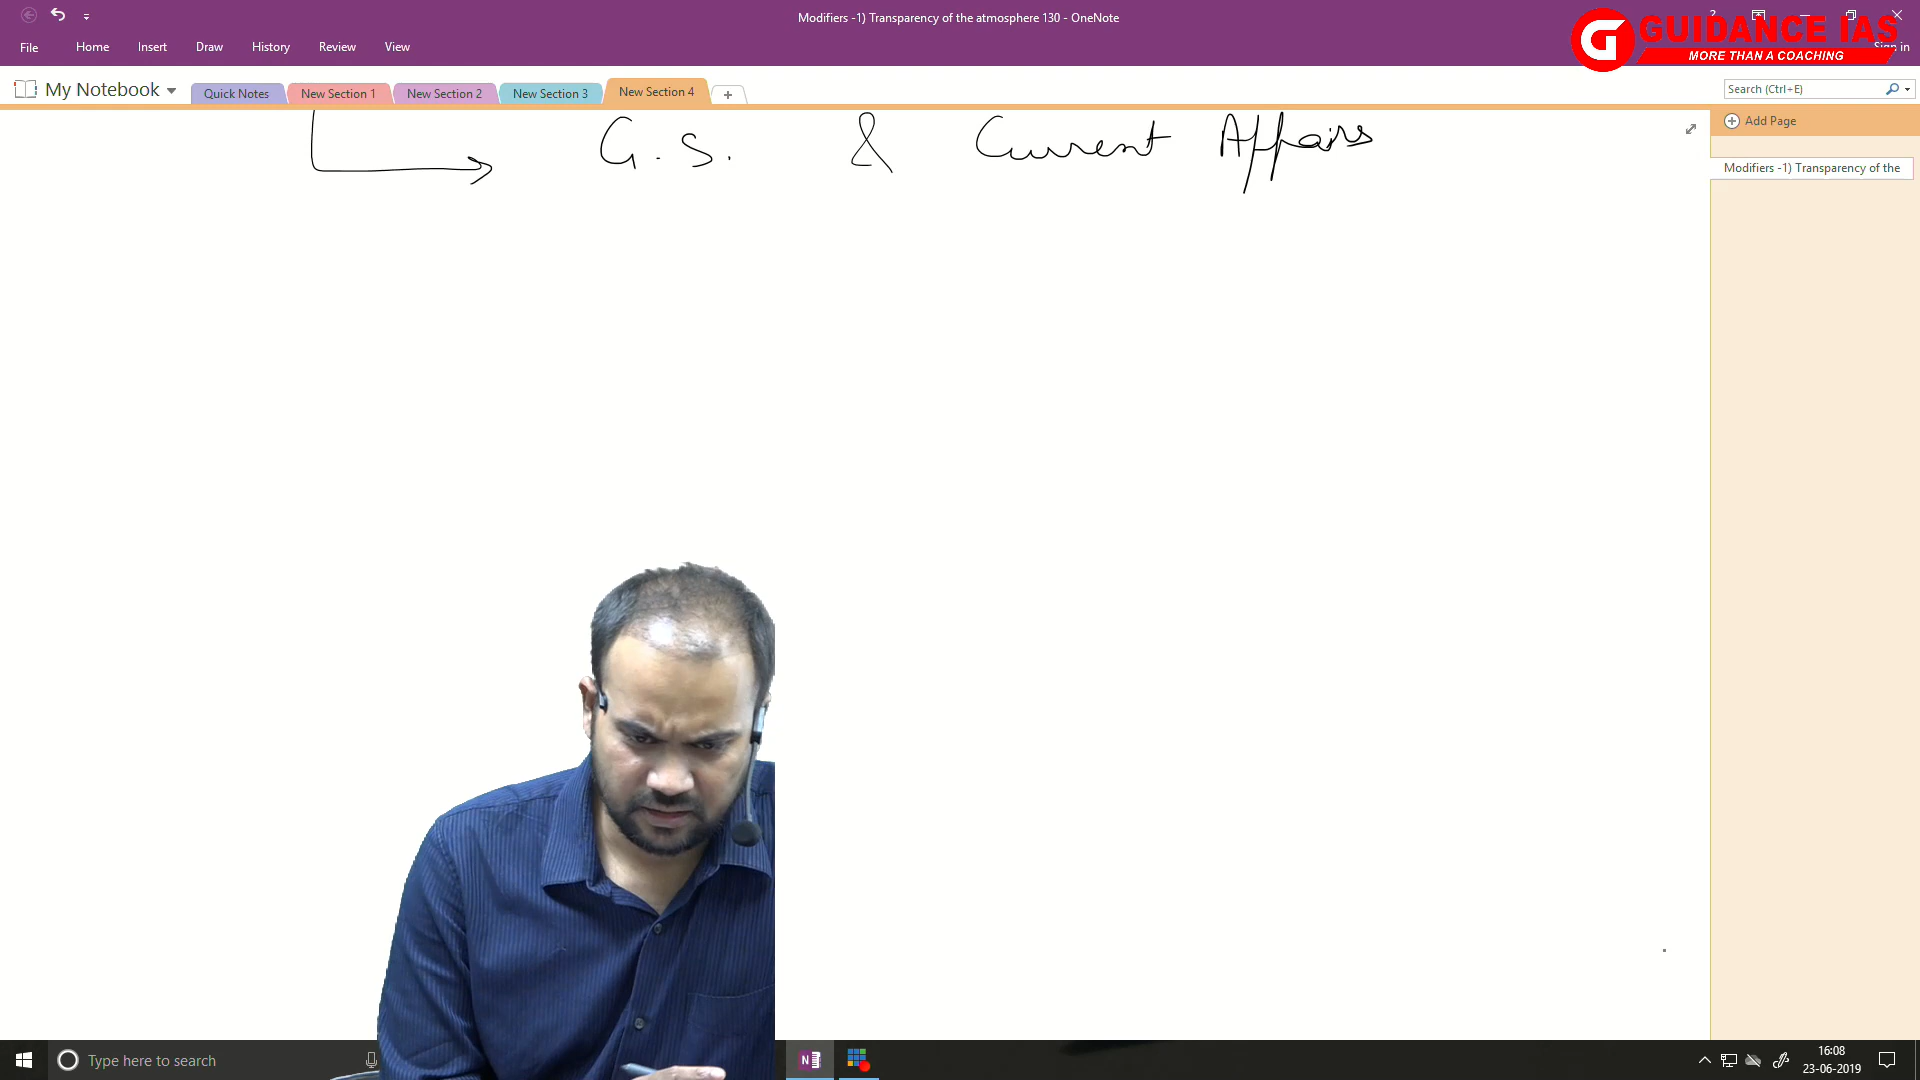 Modifiers -1) Transparency of the atmosphere 130 - OneNote
File Home Insert Draw History Review View
GUIDANCE IAS
MORE THAN A COACHING
Sign in
My Notebook Quick Notes New Section 1 New Section 2 New Section 3 New Section 4
Search (Ctrl+E)
Add Page
G.S. & Current Affairs
Modifiers -1) Transparency of the
Type here to search
16:08
23-06-2019